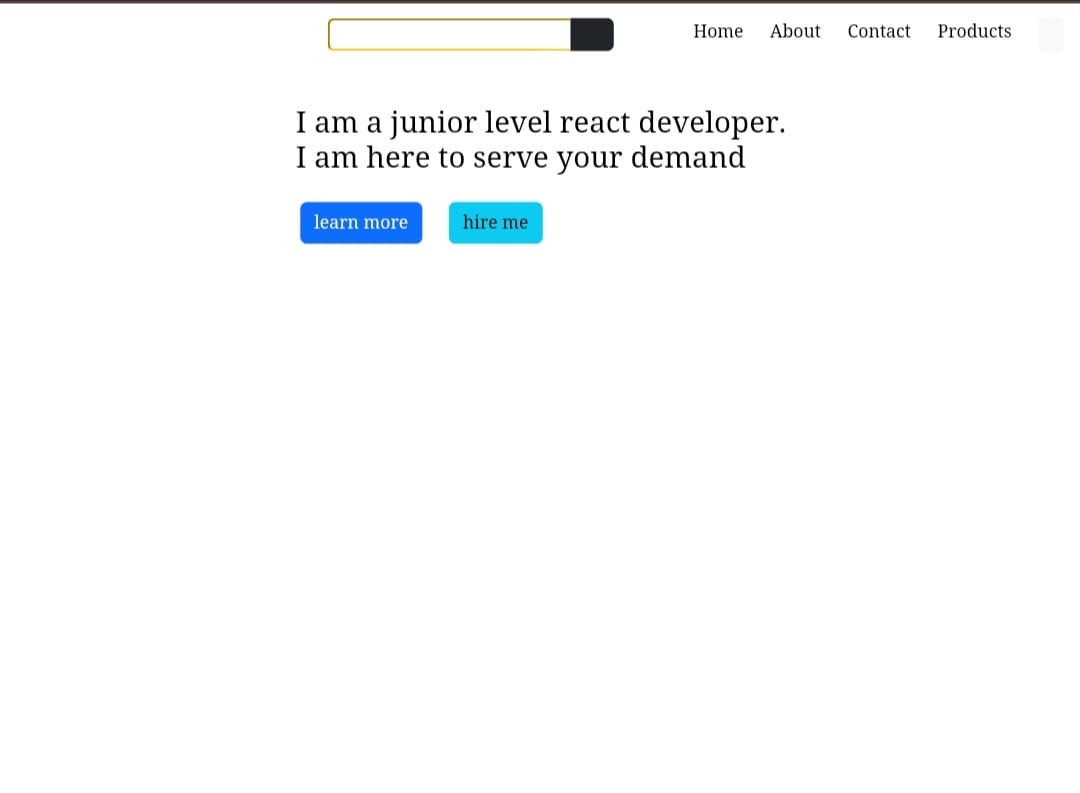 Home About Contact Products
I am a junior level react developer.
I am here to serve your demand
learn more hire me